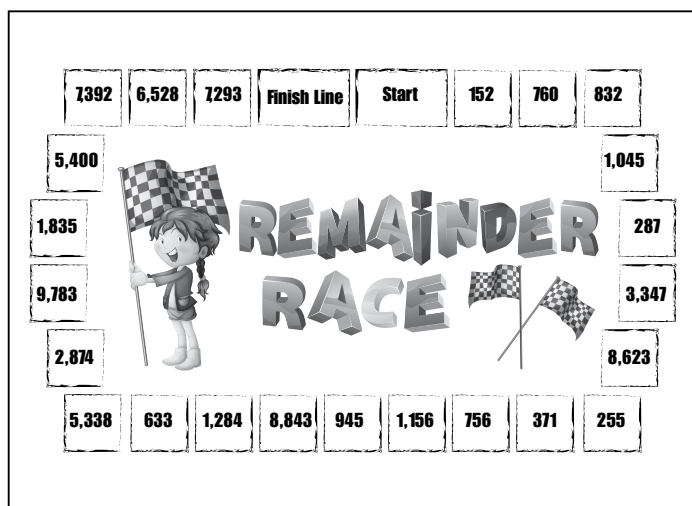 7,392 6,528 7,293 Finish Line Start 152 760 832
5,400 1,045
1,835 REMAINDER 287
9,783 RACE 3,347
2,874 8,623
5,338 633 1,284 8,843 945 1,156 756 371 255